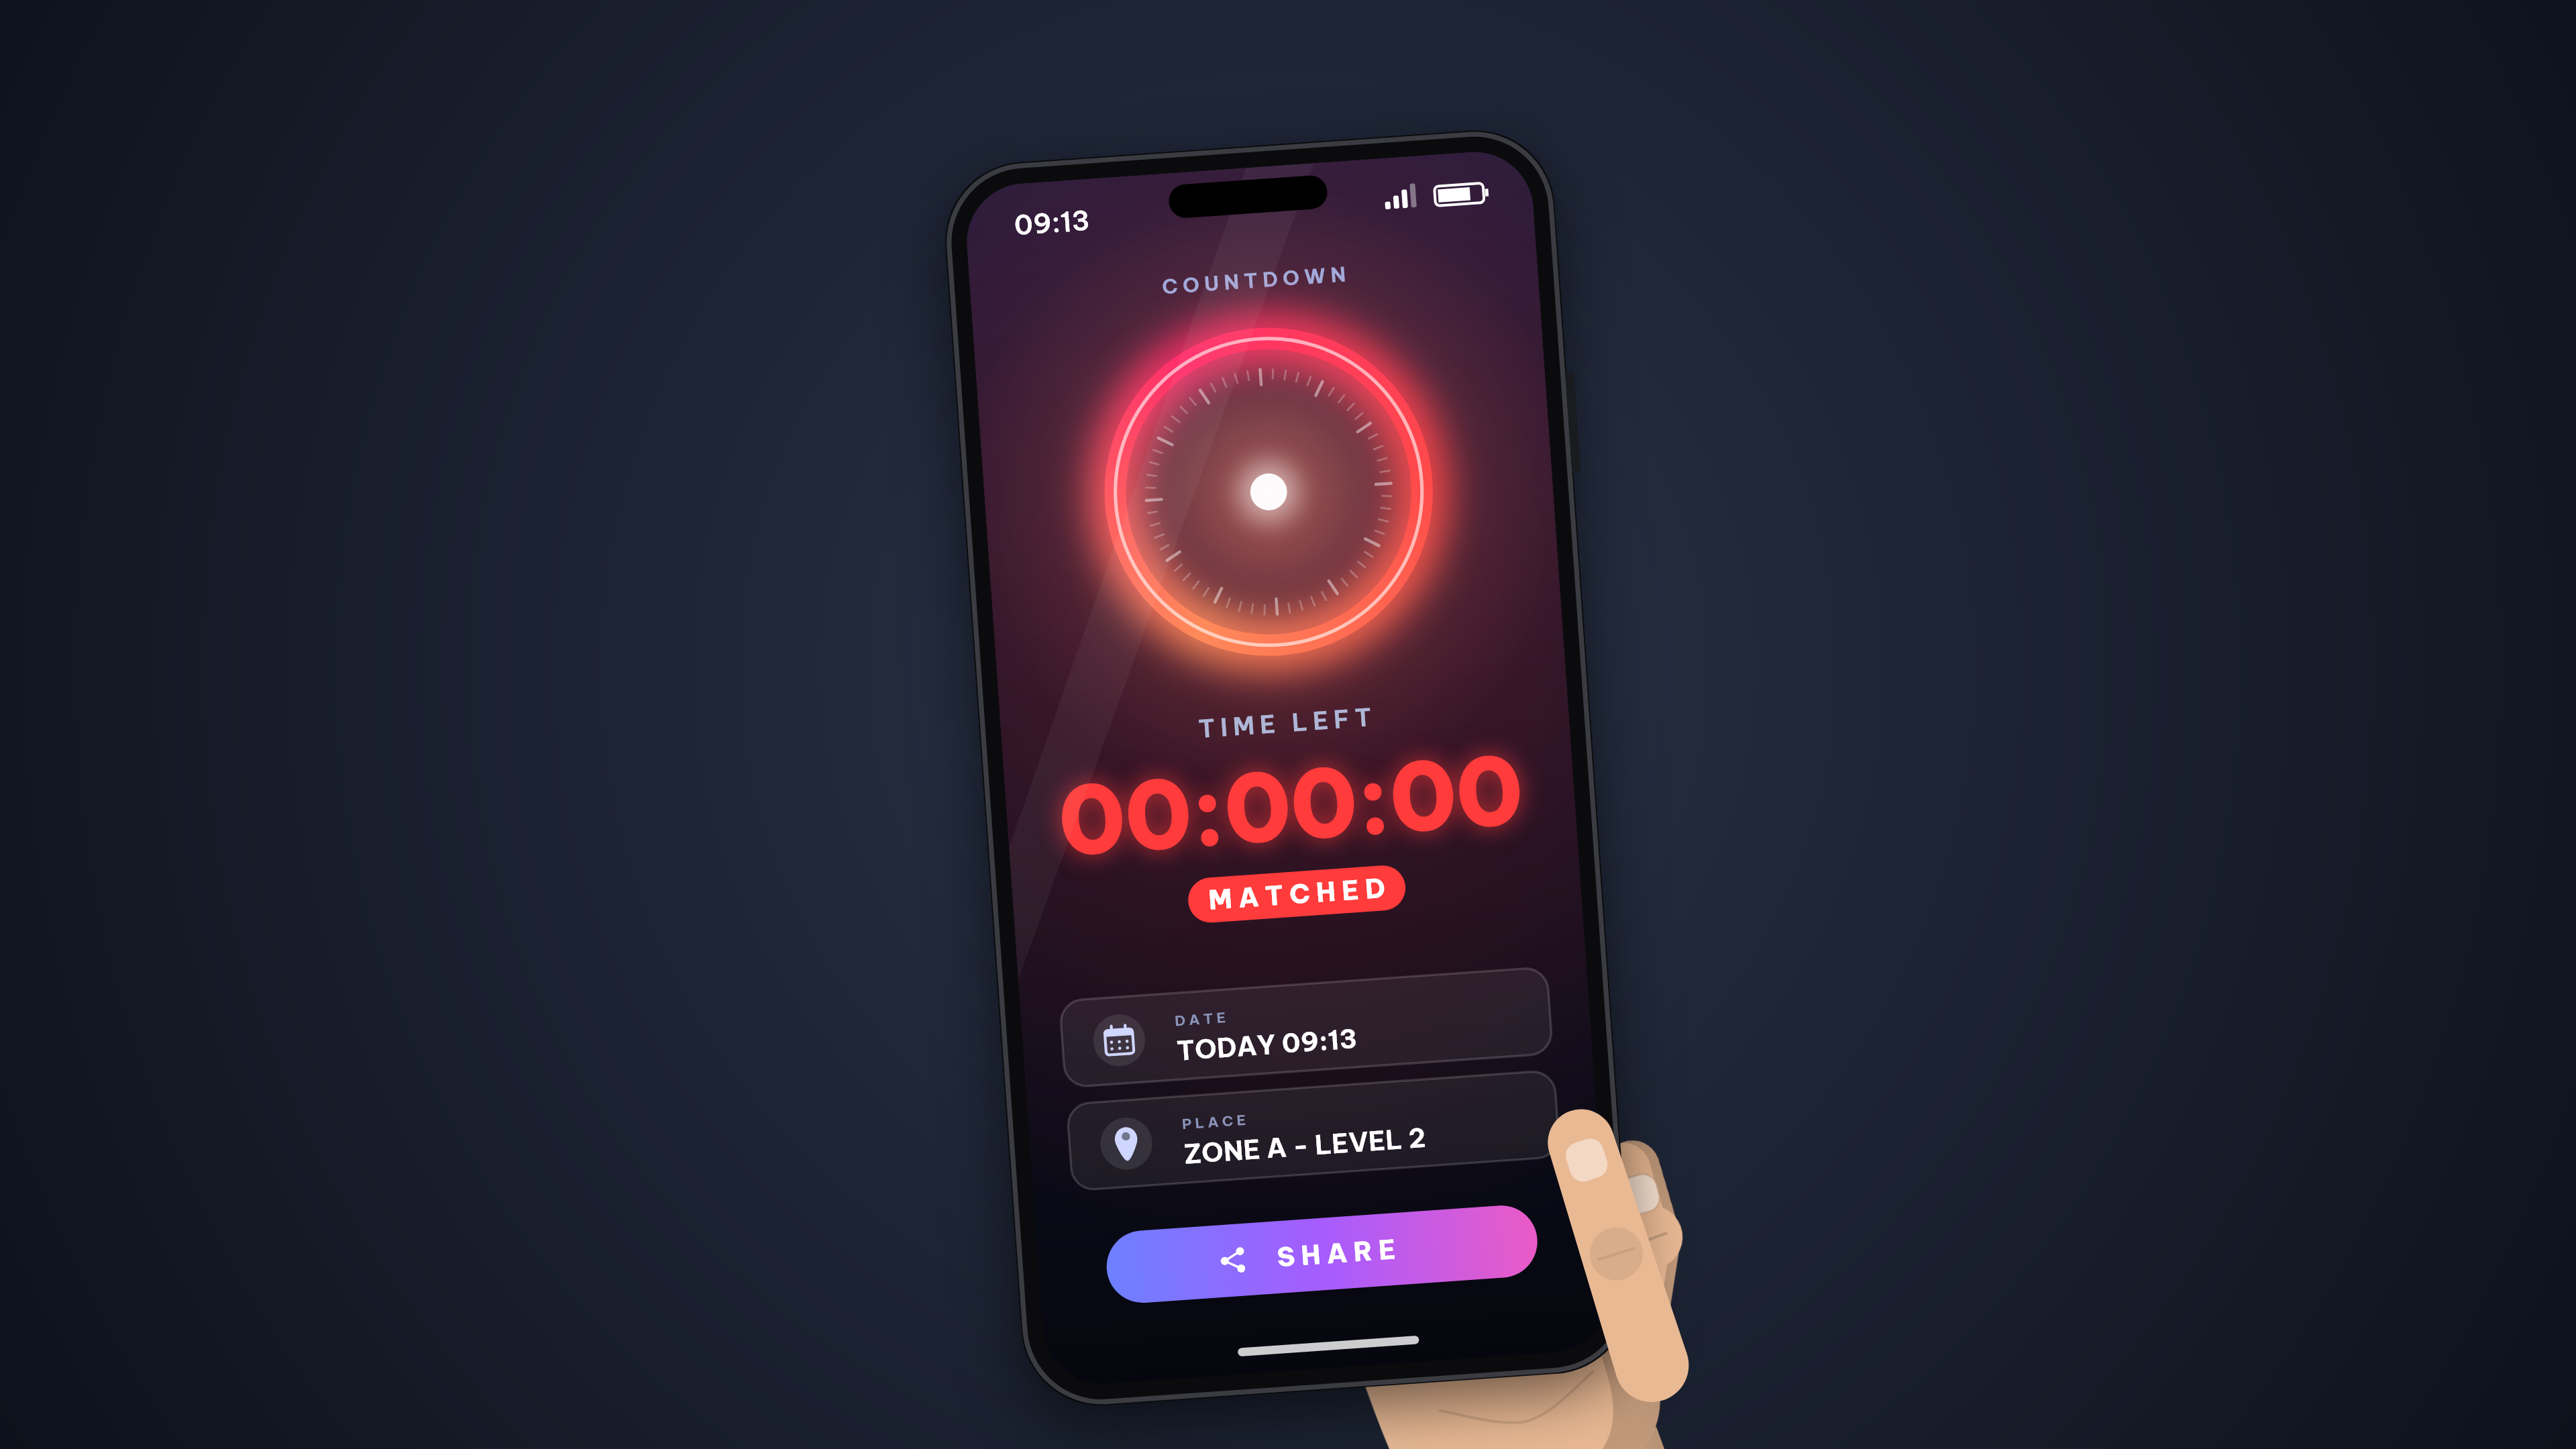 09:13
COUNTDOWN
TIME LEFT
00:00:00
MATCHED
DATE
TODAY 09:13
PLACE
ZONE A - LEVEL 2
SHARE